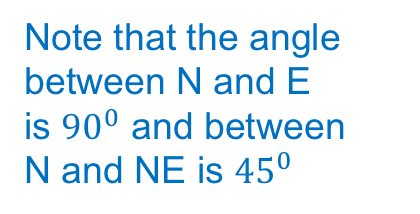 Note that the angle
between N and E
is 90⁰ and between
N and NE is 45⁰